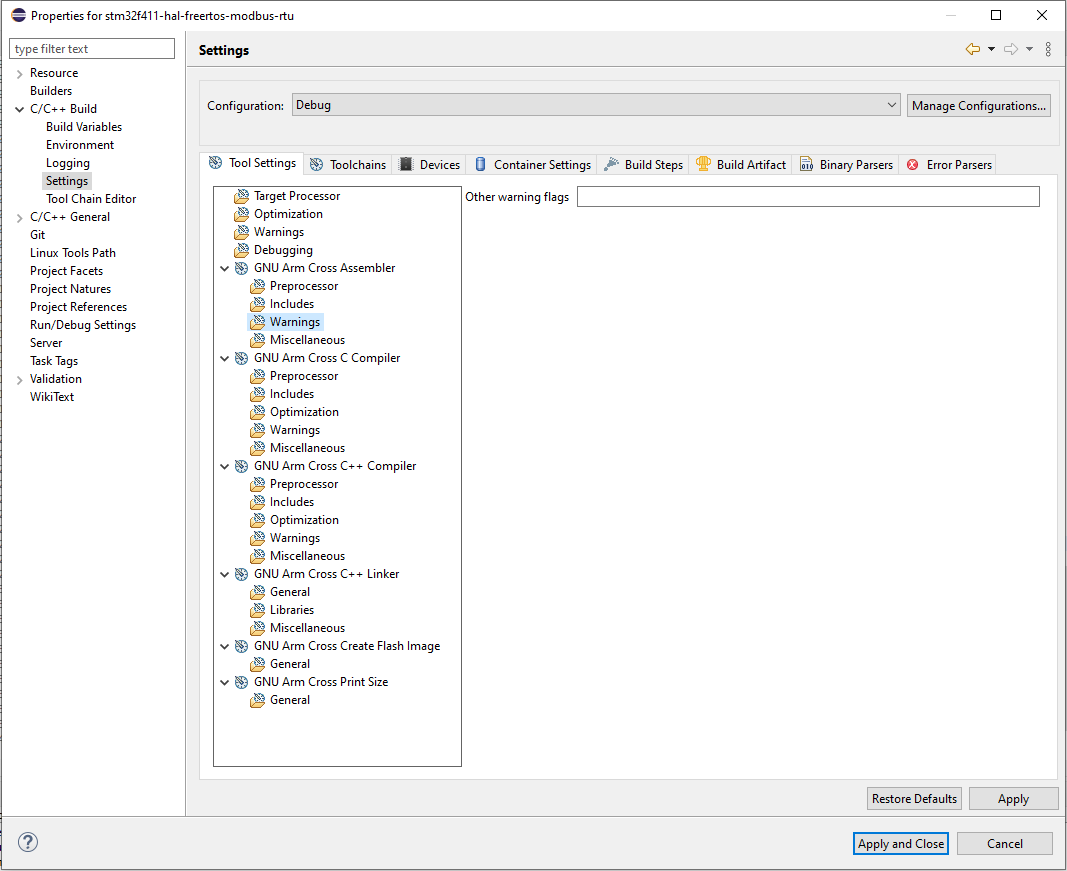 Properties for stm32f411-hal-freertos-modbus-rtu
type filter text
Resource
Builders
C/C++ Build
Build Variables
Environment
Logging
Settings
Tool Chain Editor
C/C++ General
Git
Linux Tools Path
Project Facets
Project Natures
Project References
Run/Debug Settings
Server
Task Tags
Validation
WikiText
Settings
Configuration: Debug Manage Configurations...
Tool Settings Toolchains Devices Container Settings Build Steps Build Artifact Binary Parsers Error Parsers
Target Processor
Optimization
Warnings
Debugging
GNU Arm Cross Assembler
Preprocessor
Includes
Warnings
Miscellaneous
GNU Arm Cross C Compiler
Preprocessor
Includes
Optimization
Warnings
Miscellaneous
GNU Arm Cross C++ Compiler
Preprocessor
Includes
Optimization
Warnings
Miscellaneous
GNU Arm Cross C++ Linker
General
Libraries
Miscellaneous
GNU Arm Cross Create Flash Image
General
GNU Arm Cross Print Size
General
Other warning flags
Restore Defaults Apply
Apply and Close Cancel